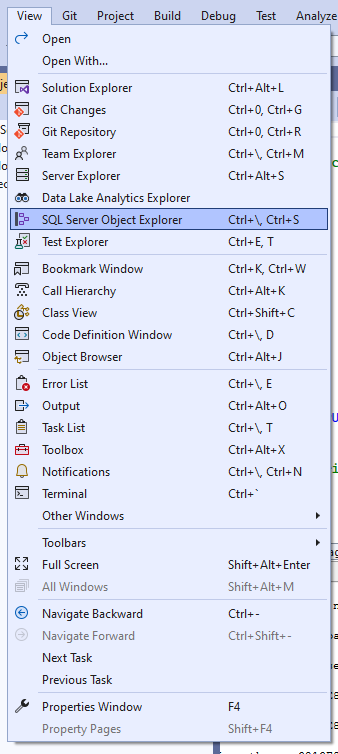 View Git Project Build Debug Test Analyze
Open
Open With...
Solution Explorer Ctrl+Alt+L
Git Changes Ctrl+0, Ctrl+G
Git Repository Ctrl+0, Ctrl+R
Team Explorer Ctrl+\, Ctrl+M
Server Explorer Ctrl+Alt+S
Data Lake Analytics Explorer
SQL Server Object Explorer Ctrl+\, Ctrl+S
Test Explorer Ctrl+E, T
Bookmark Window Ctrl+K, Ctrl+W
Call Hierarchy Ctrl+Alt+K
Class View Ctrl+Shift+C
Code Definition Window Ctrl+\, D
Object Browser Ctrl+Alt+J
Error List Ctrl+\, E
Output Ctrl+Alt+O
Task List Ctrl+\, T
Toolbox Ctrl+Alt+X
Notifications Ctrl+\, Ctrl+N
Terminal Ctrl+`
Other Windows
Toolbars
Full Screen Shift+Alt+Enter
All Windows Shift+Alt+M
Navigate Backward Ctrl+-
Navigate Forward Ctrl+Shift+-
Next Task
Previous Task
Properties Window F4
Property Pages Shift+F4